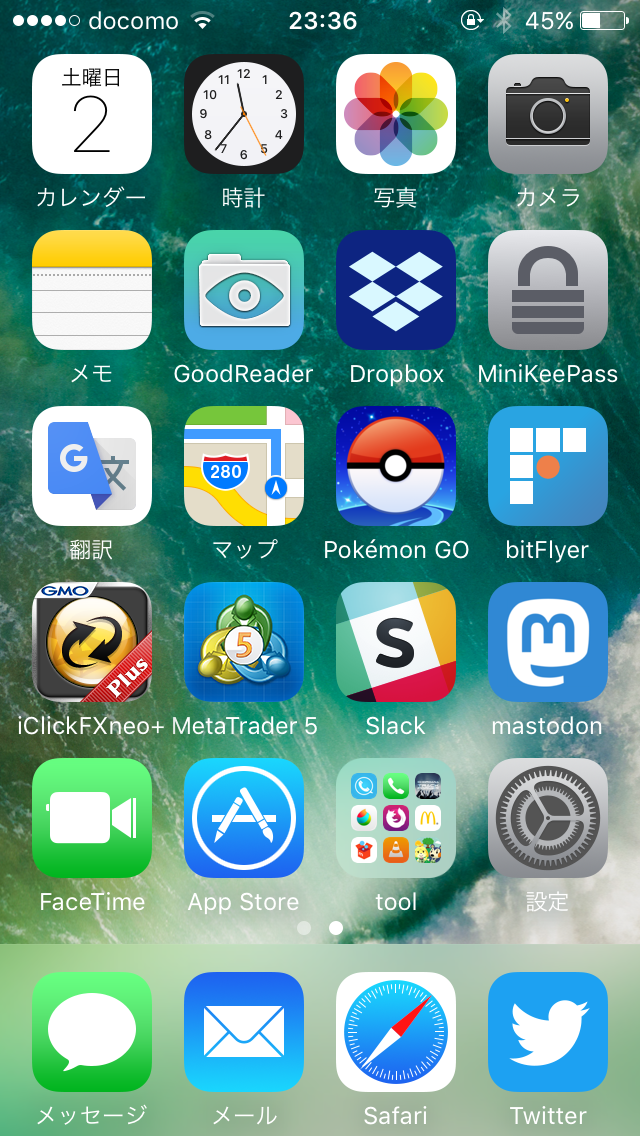 docomo 23:36 45%
土曜日
2
12
11 1
10 2
9 3
8 4
7 5
6
カレンダー 時計 写真 カメラ
メモ GoodReader Dropbox MiniKeePass
G 文
280
翻訳 マップ Pokémon GO bitFlyer
GMO
5
S
m
Plus
iClickFXneo+ MetaTrader 5 Slack mastodon
FaceTime App Store tool 設定
メッセージ メール Safari Twitter